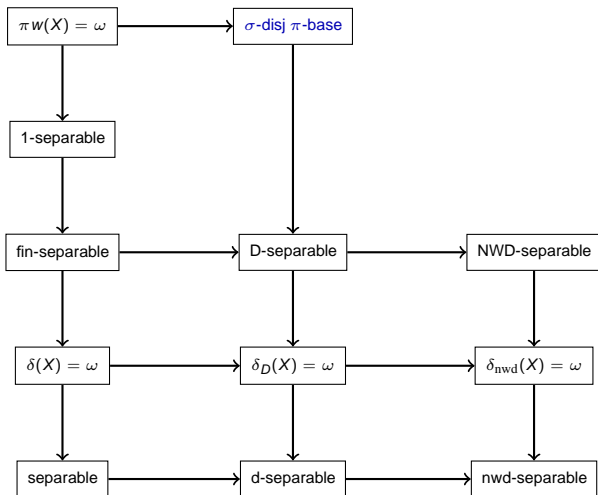 πw(X) = ω
σ-disj π-base
1-separable
fin-separable
D-separable
NWD-separable
δ(X) = ω
δ_D(X) = ω
δ_nwd(X) = ω
separable
d-separable
nwd-separable